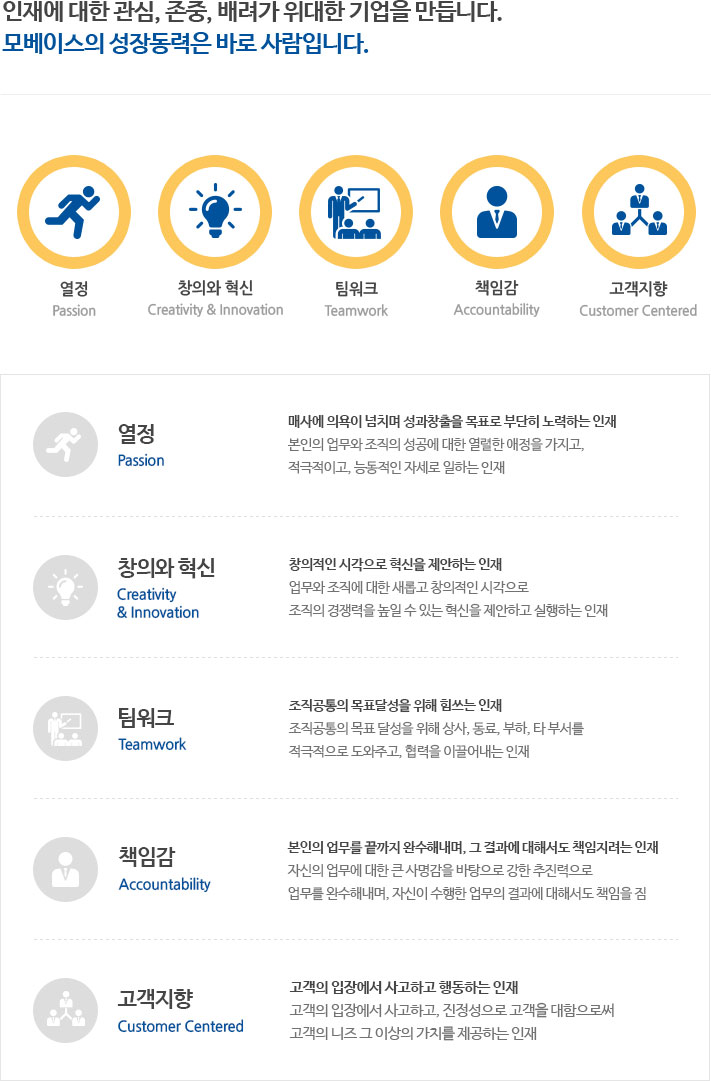 인재에 대한 관심, 존중, 배려가 위대한 기업을 만듭니다.
모베이스의 성장동력은 바로 사람입니다.
열정
Passion
창의와 혁신
Creativity & Innovation
팀워크
Teamwork
책임감
Accountability
고객지향
Customer Centered
열정
Passion
매사에 의욕이 넘치며 성과창출을 목표로 부단히 노력하는 인재
본인의 업무와 조직의 성공에 대한 열렬한 애정을 가지고,
적극적이고, 능동적인 자세로 일하는 인재
창의와 혁신
Creativity
& Innovation
창의적인 시각으로 혁신을 제안하는 인재
업무와 조직에 대한 새롭고 창의적인 시각으로
조직의 경쟁력을 높일 수 있는 혁신을 제안하고 실행하는 인재
팀워크
Teamwork
조직공통의 목표달성을 위해 힘쓰는 인재
조직공통의 목표 달성을 위해 상사, 동료, 부하, 타 부서를
적극적으로 도와주고, 협력을 이끌어내는 인재
책임감
Accountability
본인의 업무를 끝까지 완수해내며, 그 결과에 대해서도 책임지려는 인재
자신의 업무에 대한 큰 사명감을 바탕으로 강한 추진력으로
업무를 완수해내며, 자신이 수행한 업무의 결과에 대해서도 책임을 짐
고객지향
Customer Centered
고객의 입장에서 사고하고 행동하는 인재
고객의 입장에서 사고하고, 진정성으로 고객을 대함으로써
고객의 니즈 그 이상의 가치를 제공하는 인재